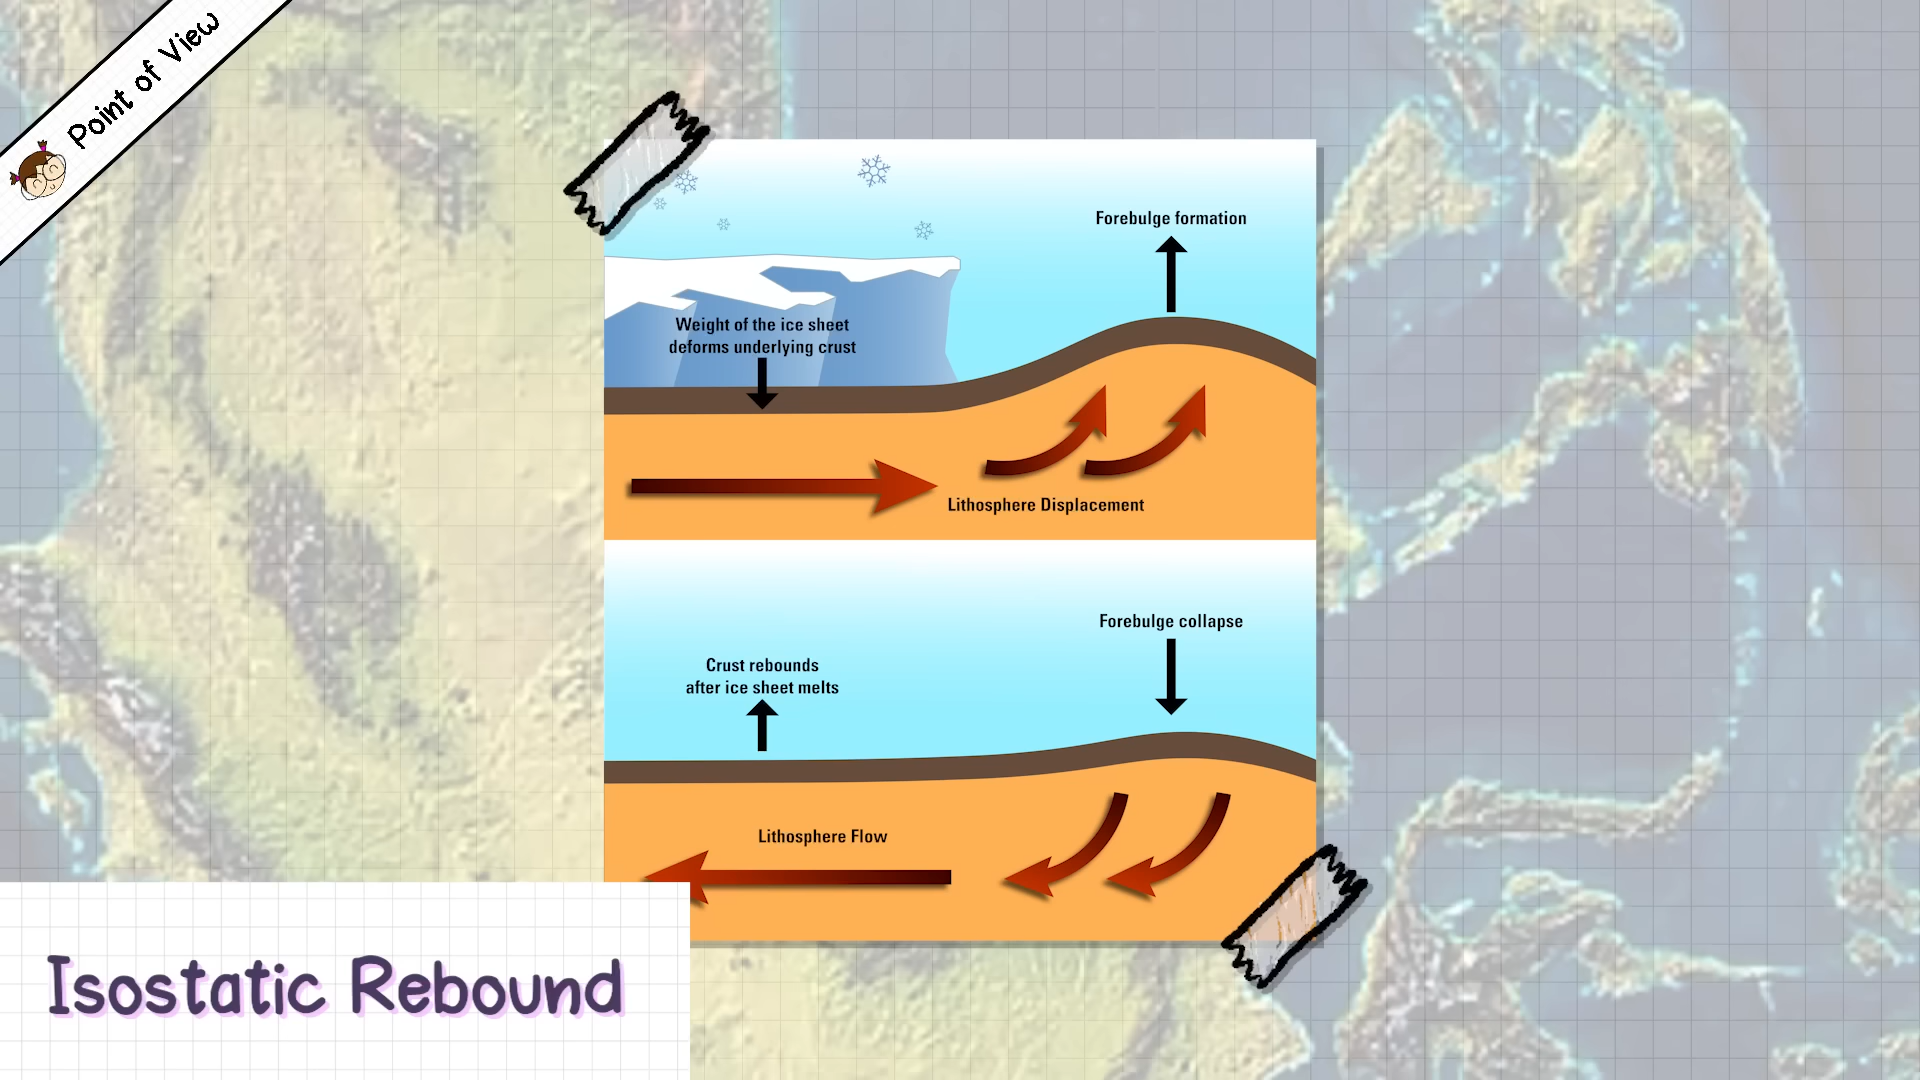 Point of View
Forebulge formation
Weight of the ice sheet
deforms underlying crust
Lithosphere Displacement
Forebulge collapse
Crust rebounds
after ice sheet melts
Lithosphere Flow
Isostatic Rebound